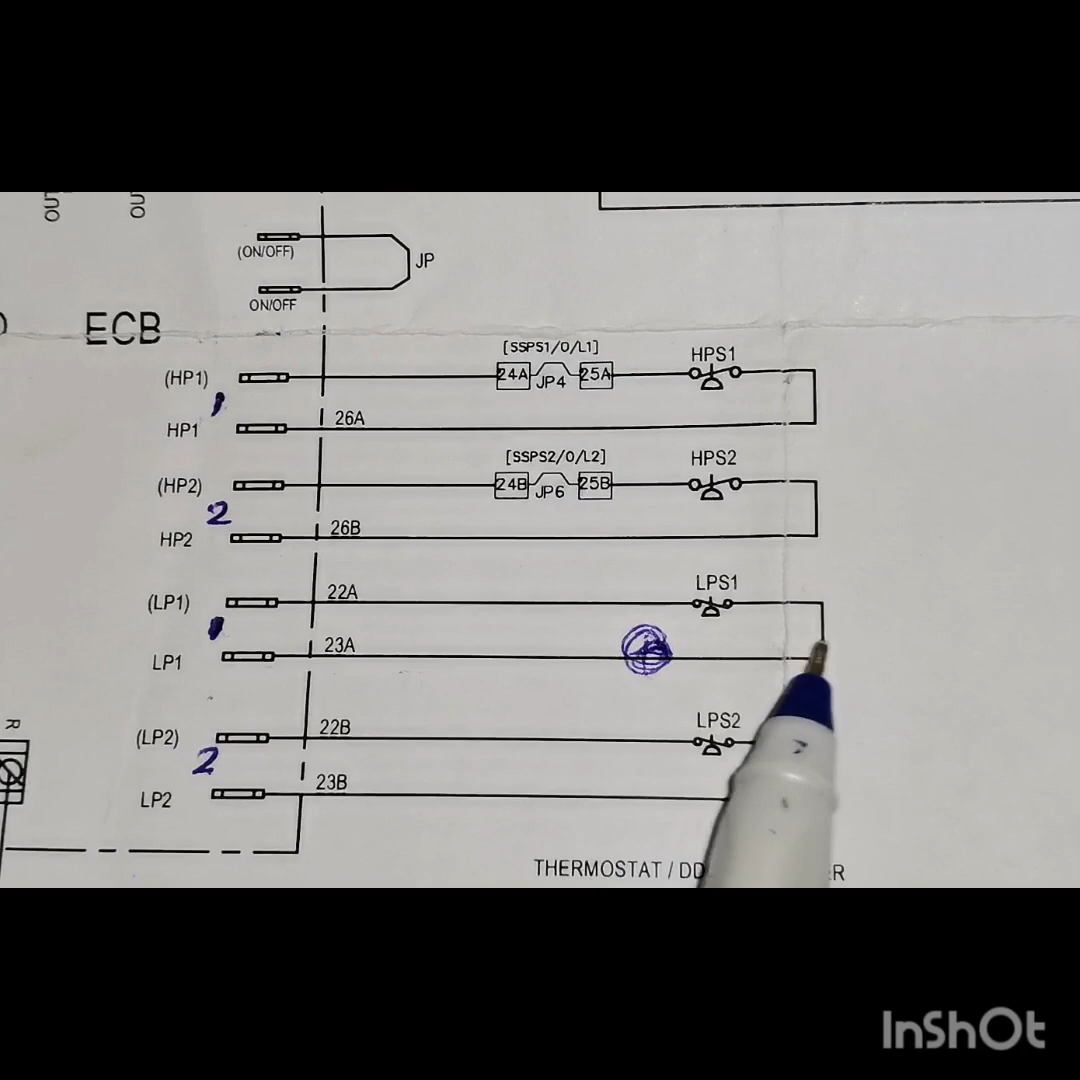 OU
OU
(ON/OFF)
JP
ON/OFF
ECB
[SSPS1/O/L1]
HPS1
(HP1)
24A
JP4
25A
1
26A
HP1
[SSPS2/O/L2]
HPS2
(HP2)
24B
JP6
25B
2
26B
HP2
LPS1
(LP1)
22A
1
23A
LP1
LPS2
(LP2)
22B
R
2
23B
LP2
THERMOSTAT / DD
R
InShOt